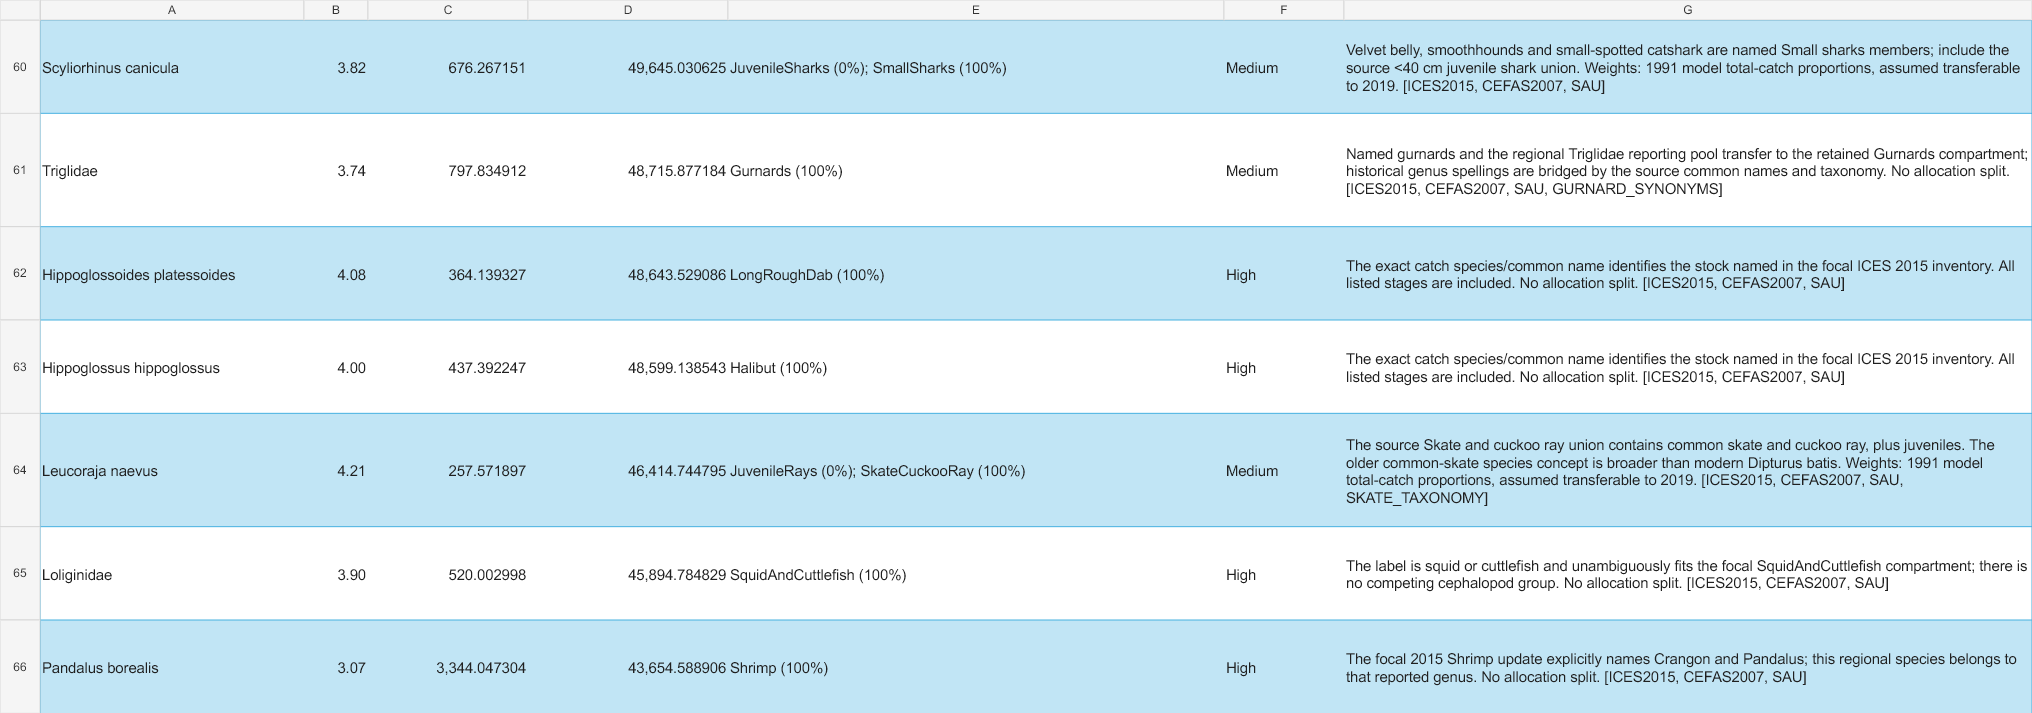 A B C D E F G
60 Scyliorhinus canicula 3.82 676.267151 49,645.030625 JuvenileSharks (0%); SmallSharks (100%) Medium Velvet belly, smoothhounds and small-spotted catshark are named Small sharks members; include the
source <40 cm juvenile shark union. Weights: 1991 model total-catch proportions, assumed transferable
to 2019. [ICES2015, CEFAS2007, SAU]
61 Triglidae 3.74 797.834912 48,715.877184 Gurnards (100%) Medium Named gurnards and the regional Triglidae reporting pool transfer to the retained Gurnards compartment;
historical genus spellings are bridged by the source common names and taxonomy. No allocation split.
[ICES2015, CEFAS2007, SAU, GURNARD_SYNONYMS]
62 Hippoglossoides platessoides 4.08 364.139327 48,643.529086 LongRoughDab (100%) High The exact catch species/common name identifies the stock named in the focal ICES 2015 inventory. All
listed stages are included. No allocation split. [ICES2015, CEFAS2007, SAU]
63 Hippoglossus hippoglossus 4.00 437.392247 48,599.138543 Halibut (100%) High The exact catch species/common name identifies the stock named in the focal ICES 2015 inventory. All
listed stages are included. No allocation split. [ICES2015, CEFAS2007, SAU]
64 Leucoraja naevus 4.21 257.571897 46,414.744795 JuvenileRays (0%); SkateCuckooRay (100%) Medium The source Skate and cuckoo ray union contains common skate and cuckoo ray, plus juveniles. The
older common-skate species concept is broader than modern Dipturus batis. Weights: 1991 model
total-catch proportions, assumed transferable to 2019. [ICES2015, CEFAS2007, SAU,
SKATE_TAXONOMY]
65 Loliginidae 3.90 520.002998 45,894.784829 SquidAndCuttlefish (100%) High The label is squid or cuttlefish and unambiguously fits the focal SquidAndCuttlefish compartment; there is
no competing cephalopod group. No allocation split. [ICES2015, CEFAS2007, SAU]
66 Pandalus borealis 3.07 3,344.047304 43,654.588906 Shrimp (100%) High The focal 2015 Shrimp update explicitly names Crangon and Pandalus; this regional species belongs to
that reported genus. No allocation split. [ICES2015, CEFAS2007, SAU]